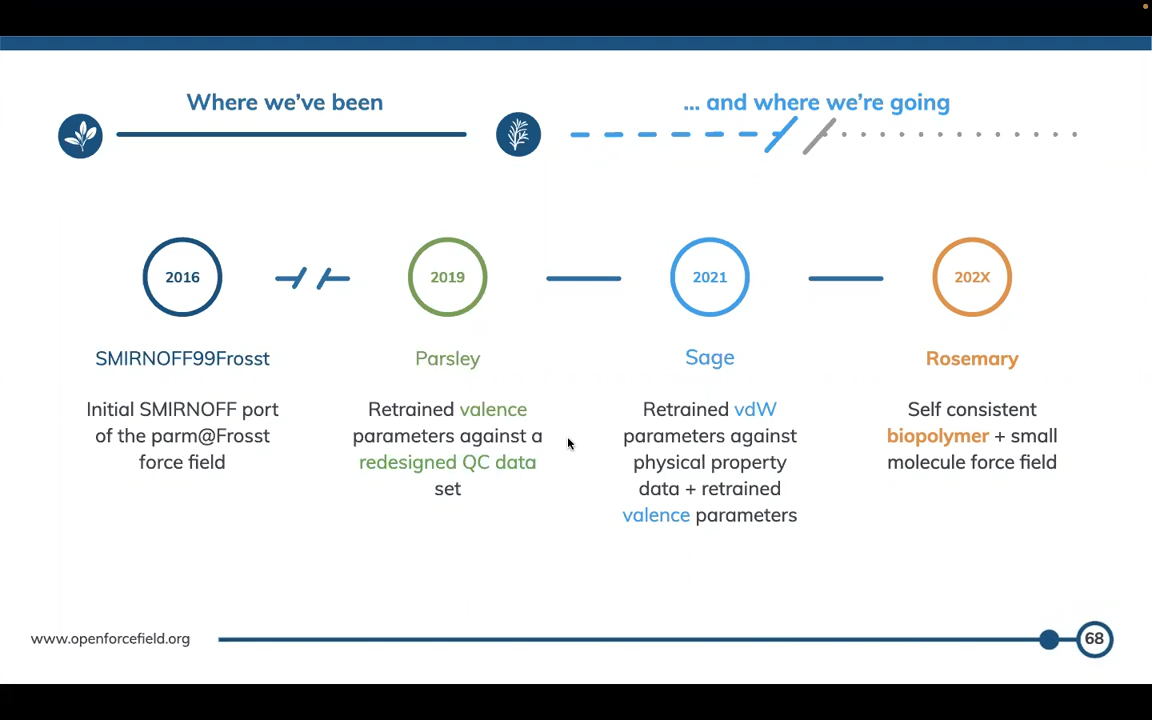 Where we've been
... and where we're going
2016
2019
2021
202X
SMIRNOFF99Frosst
Parsley
Sage
Rosemary
Initial SMIRNOFF port
of the parm@Frosst
force field
Retrained valence
parameters against a
redesigned QC data
set
Retrained vdW
parameters against
physical property
data + retrained
valence parameters
Self consistent
biopolymer + small
molecule force field
www.openforcefield.org
68